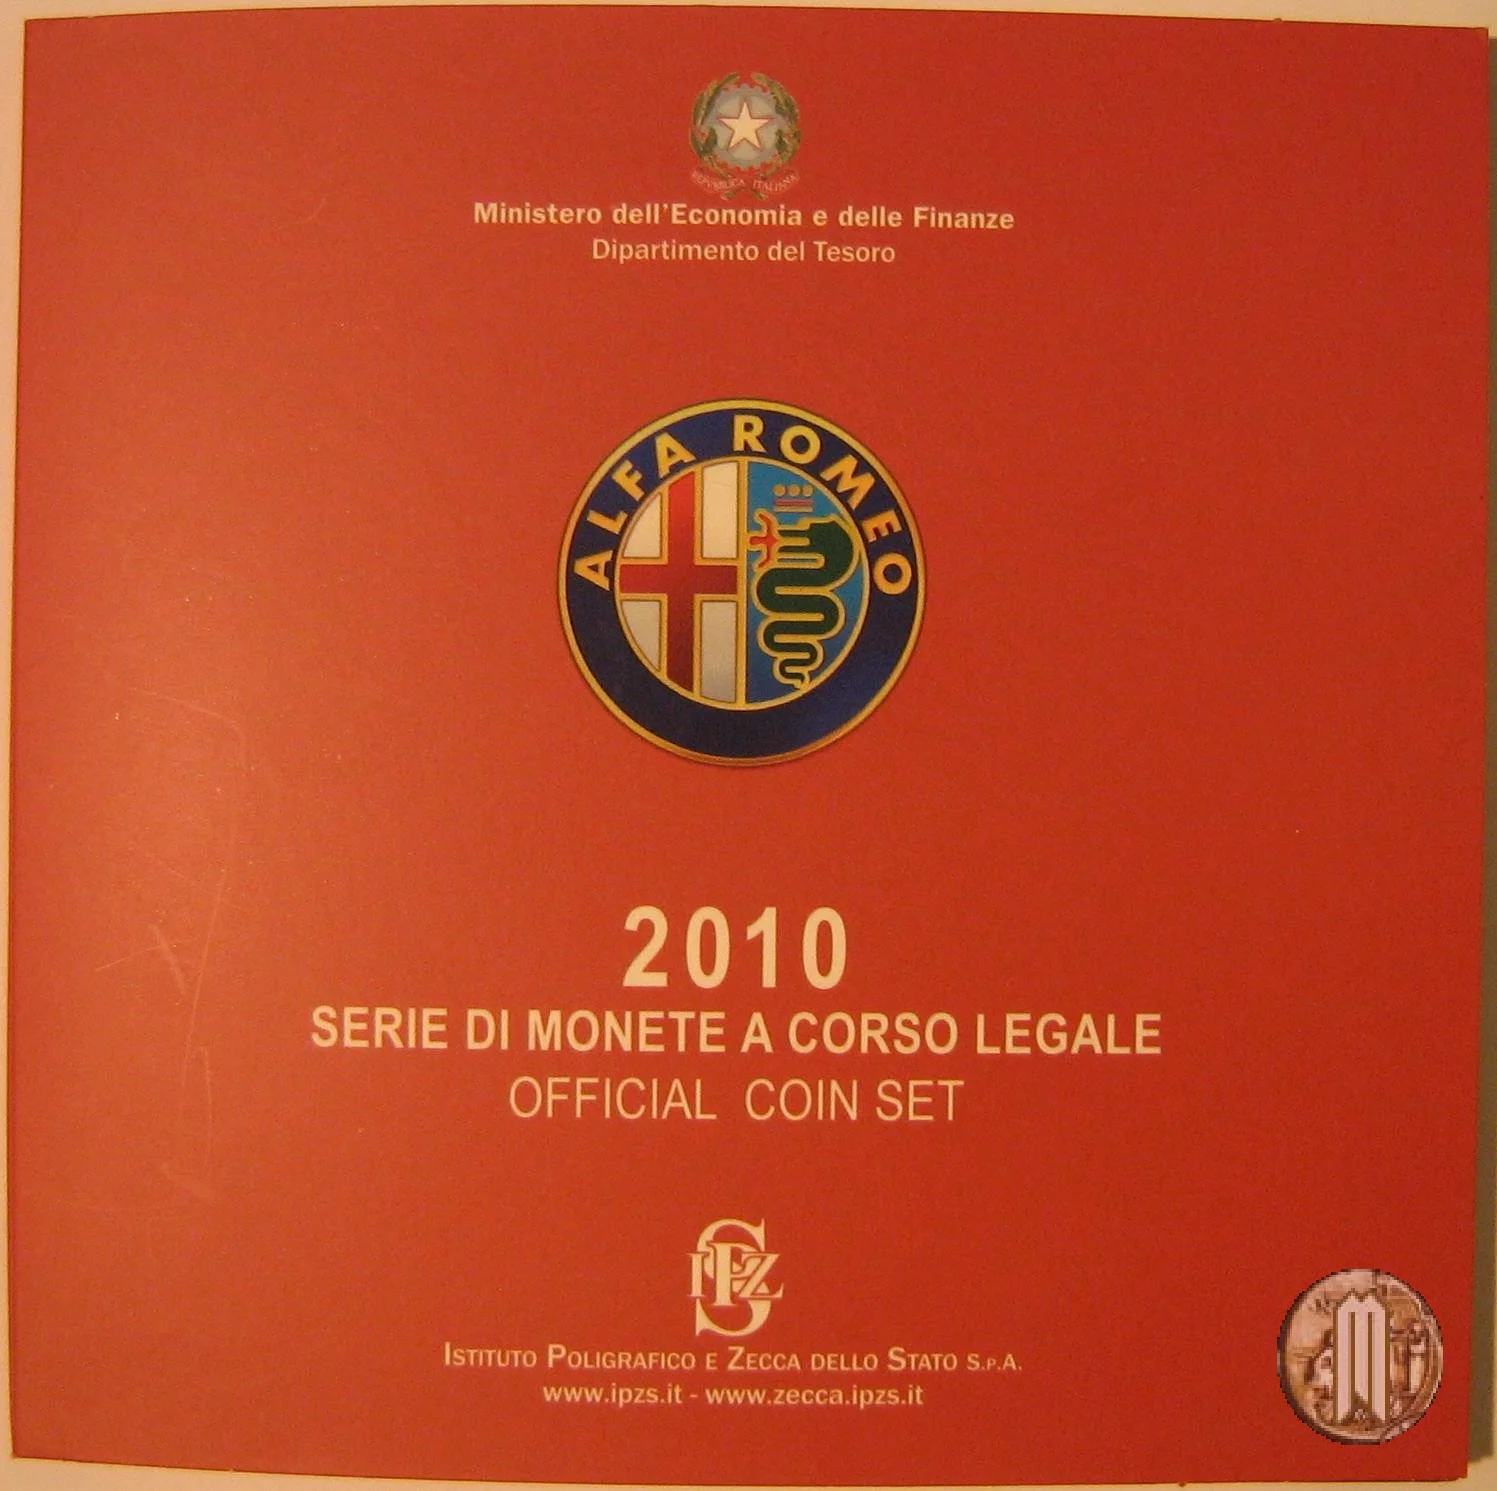 REPVBBLICA ITALIANA
Ministero dell'Economia e delle Finanze
Dipartimento del Tesoro
ALFA ROMEO
2010
SERIE DI MONETE A CORSO LEGALE
OFFICIAL COIN SET
IPZS
ISTITUTO POLIGRAFICO E ZECCA DELLO STATO S.P.A.
www.ipzs.it - www.zecca.ipzs.it